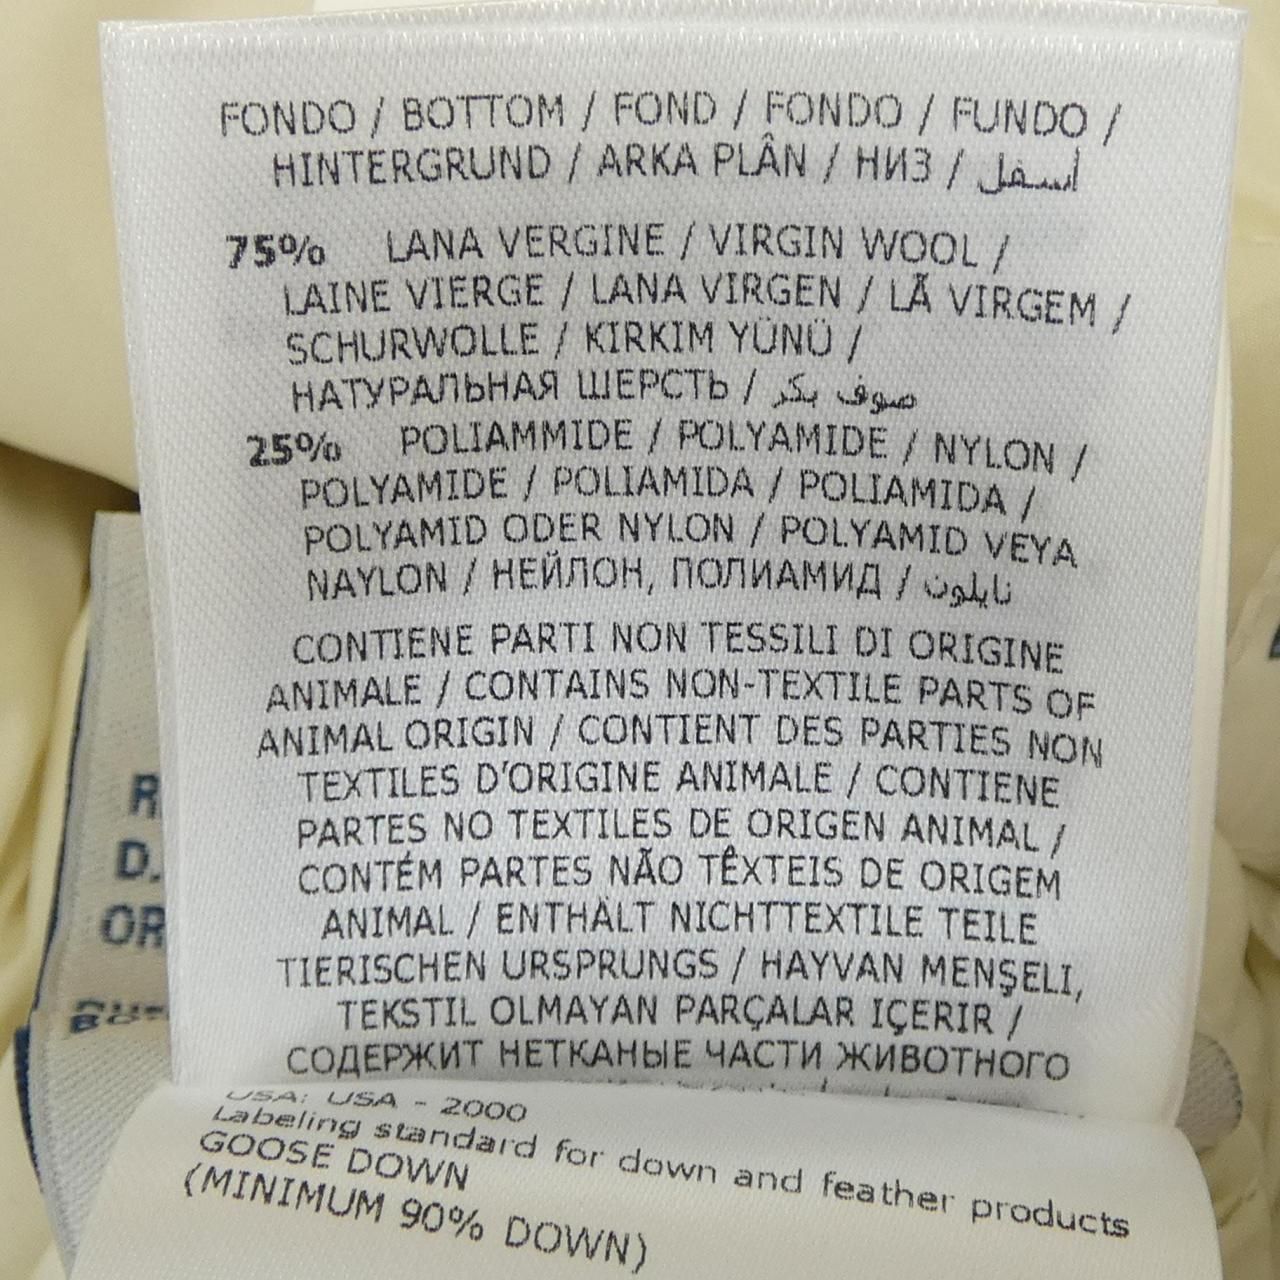 FONDO / BOTTOM / FOND / FONDO / FUNDO /
HINTERGRUND / ARKA PLÂN / НИЗ / أسفل
75% LANA VERGINE / VIRGIN WOOL /
LAINE VIERGE / LANA VIRGEN / LÃ VIRGEM /
SCHURWOLLE / KIRKIM YÜNÜ /
НАТУРАЛЬНАЯ ШЕРСТЬ / صوف بكر
25% POLIAMMIDE / POLYAMIDE / NYLON /
POLYAMIDE / POLIAMIDA / POLIAMIDA /
POLYAMID ODER NYLON / POLYAMID VEYA
NAYLON / НЕЙЛОН, ПОЛИАМИД / نايلون
CONTIENE PARTI NON TESSILI DI ORIGINE
ANIMALE / CONTAINS NON-TEXTILE PARTS OF
ANIMAL ORIGIN / CONTIENT DES PARTIES NON
TEXTILES D'ORIGINE ANIMALE / CONTIENE
PARTES NO TEXTILES DE ORIGEN ANIMAL /
CONTÉM PARTES NÃO TÊXTEIS DE ORIGEM
ANIMAL / ENTHÄLT NICHTTEXTILE TEILE
TIERISCHEN URSPRUNGS / HAYVAN MENŞELI,
TEKSTIL OLMAYAN PARÇALAR IÇERIR /
СОДЕРЖИТ НЕТКАНЫЕ ЧАСТИ ЖИВОТНОГО
USA: USA - 2000
Labeling standard for down and feather products
GOOSE DOWN
(MINIMUM 90% DOWN)
R
D.
OR